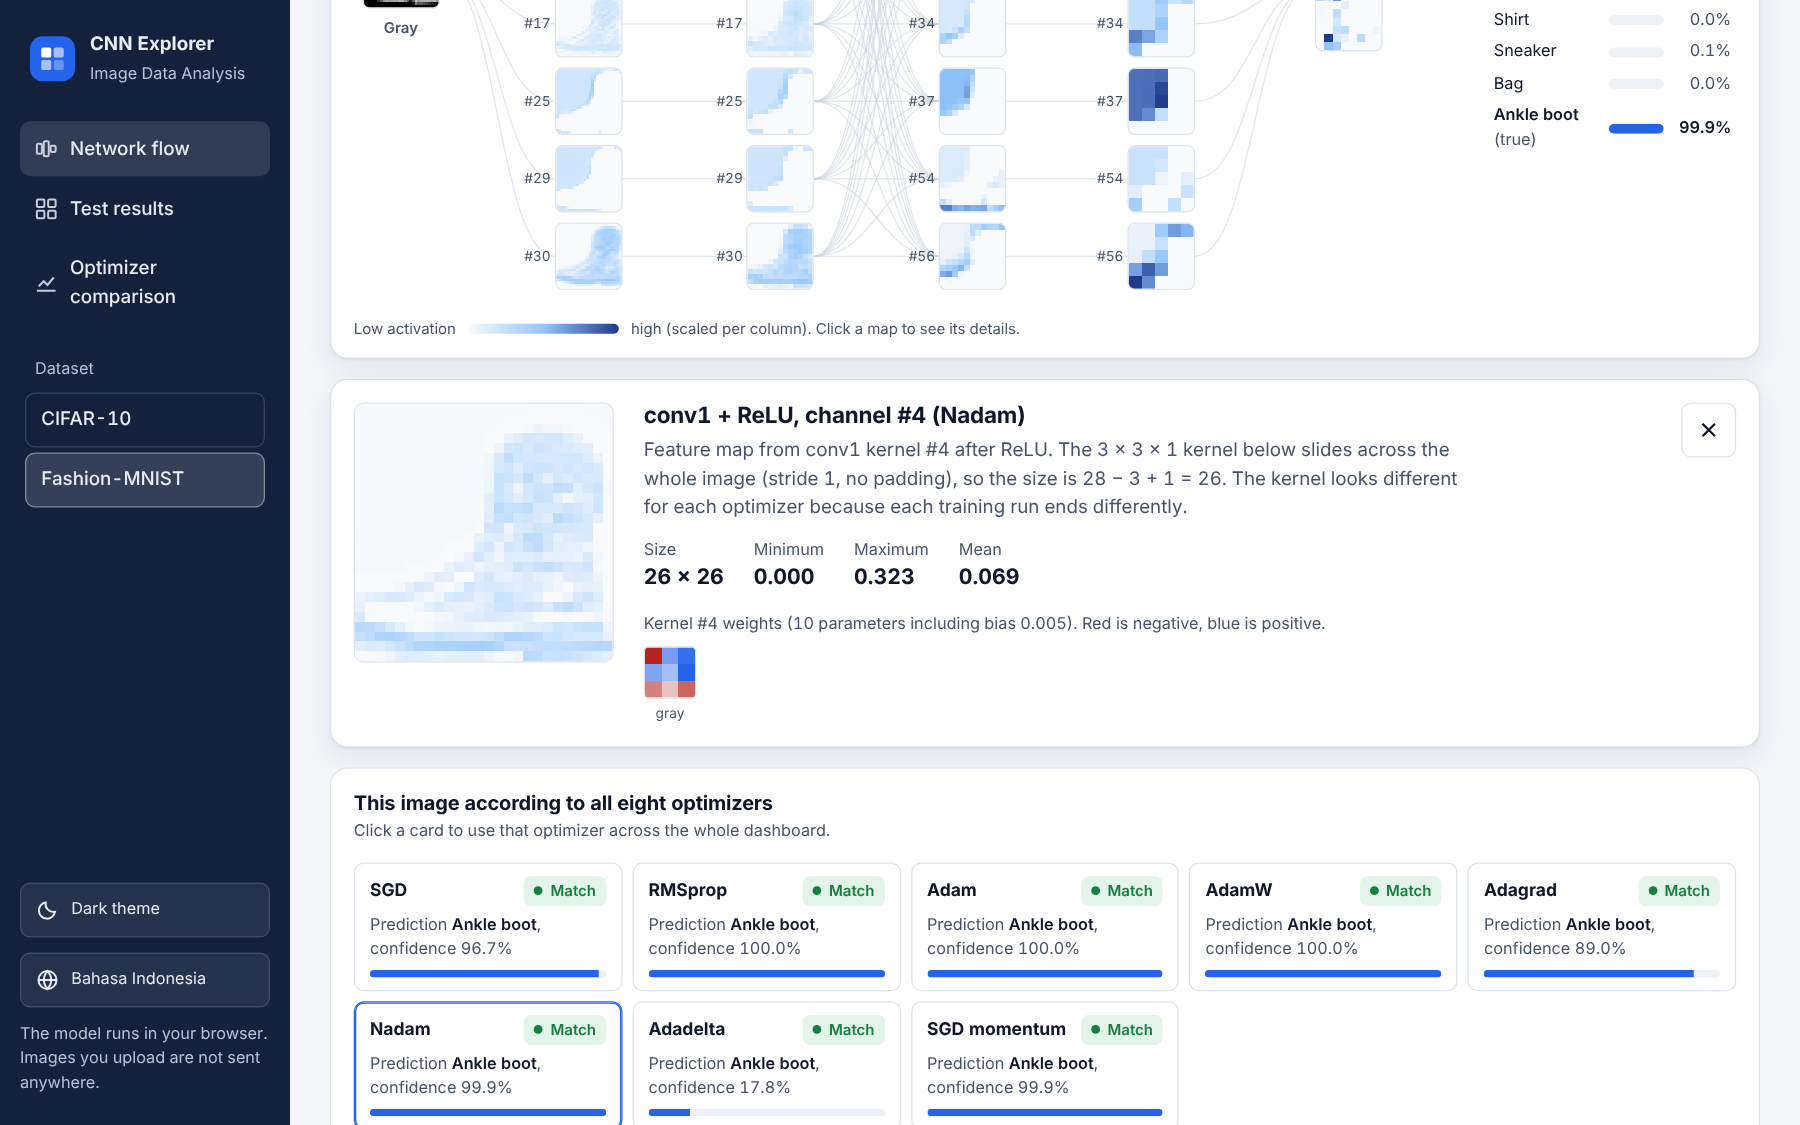 CNN Explorer
Image Data Analysis
Network flow
Test results
Optimizer
comparison
Dataset
CIFAR-10
Fashion-MNIST
Dark theme
Bahasa Indonesia
The model runs in your browser.
Images you upload are not sent
anywhere.
Gray
#17 #17 #34 #34
#25 #25 #37 #37
#29 #29 #54 #54
#30 #30 #56 #56
Shirt 0.0%
Sneaker 0.1%
Bag 0.0%
Ankle boot
(true) 99.9%
Low activation high (scaled per column). Click a map to see its details.
conv1 + ReLU, channel #4 (Nadam)
Feature map from conv1 kernel #4 after ReLU. The 3 × 3 × 1 kernel below slides across the
whole image (stride 1, no padding), so the size is 28 − 3 + 1 = 26. The kernel looks different
for each optimizer because each training run ends differently.
Size Minimum Maximum Mean
26 × 26 0.000 0.323 0.069
Kernel #4 weights (10 parameters including bias 0.005). Red is negative, blue is positive.
gray
This image according to all eight optimizers
Click a card to use that optimizer across the whole dashboard.
SGD Match
Prediction Ankle boot,
confidence 96.7%
RMSprop Match
Prediction Ankle boot,
confidence 100.0%
Adam Match
Prediction Ankle boot,
confidence 100.0%
AdamW Match
Prediction Ankle boot,
confidence 100.0%
Adagrad Match
Prediction Ankle boot,
confidence 89.0%
Nadam Match
Prediction Ankle boot,
confidence 99.9%
Adadelta Match
Prediction Ankle boot,
confidence 17.8%
SGD momentum Match
Prediction Ankle boot,
confidence 99.9%